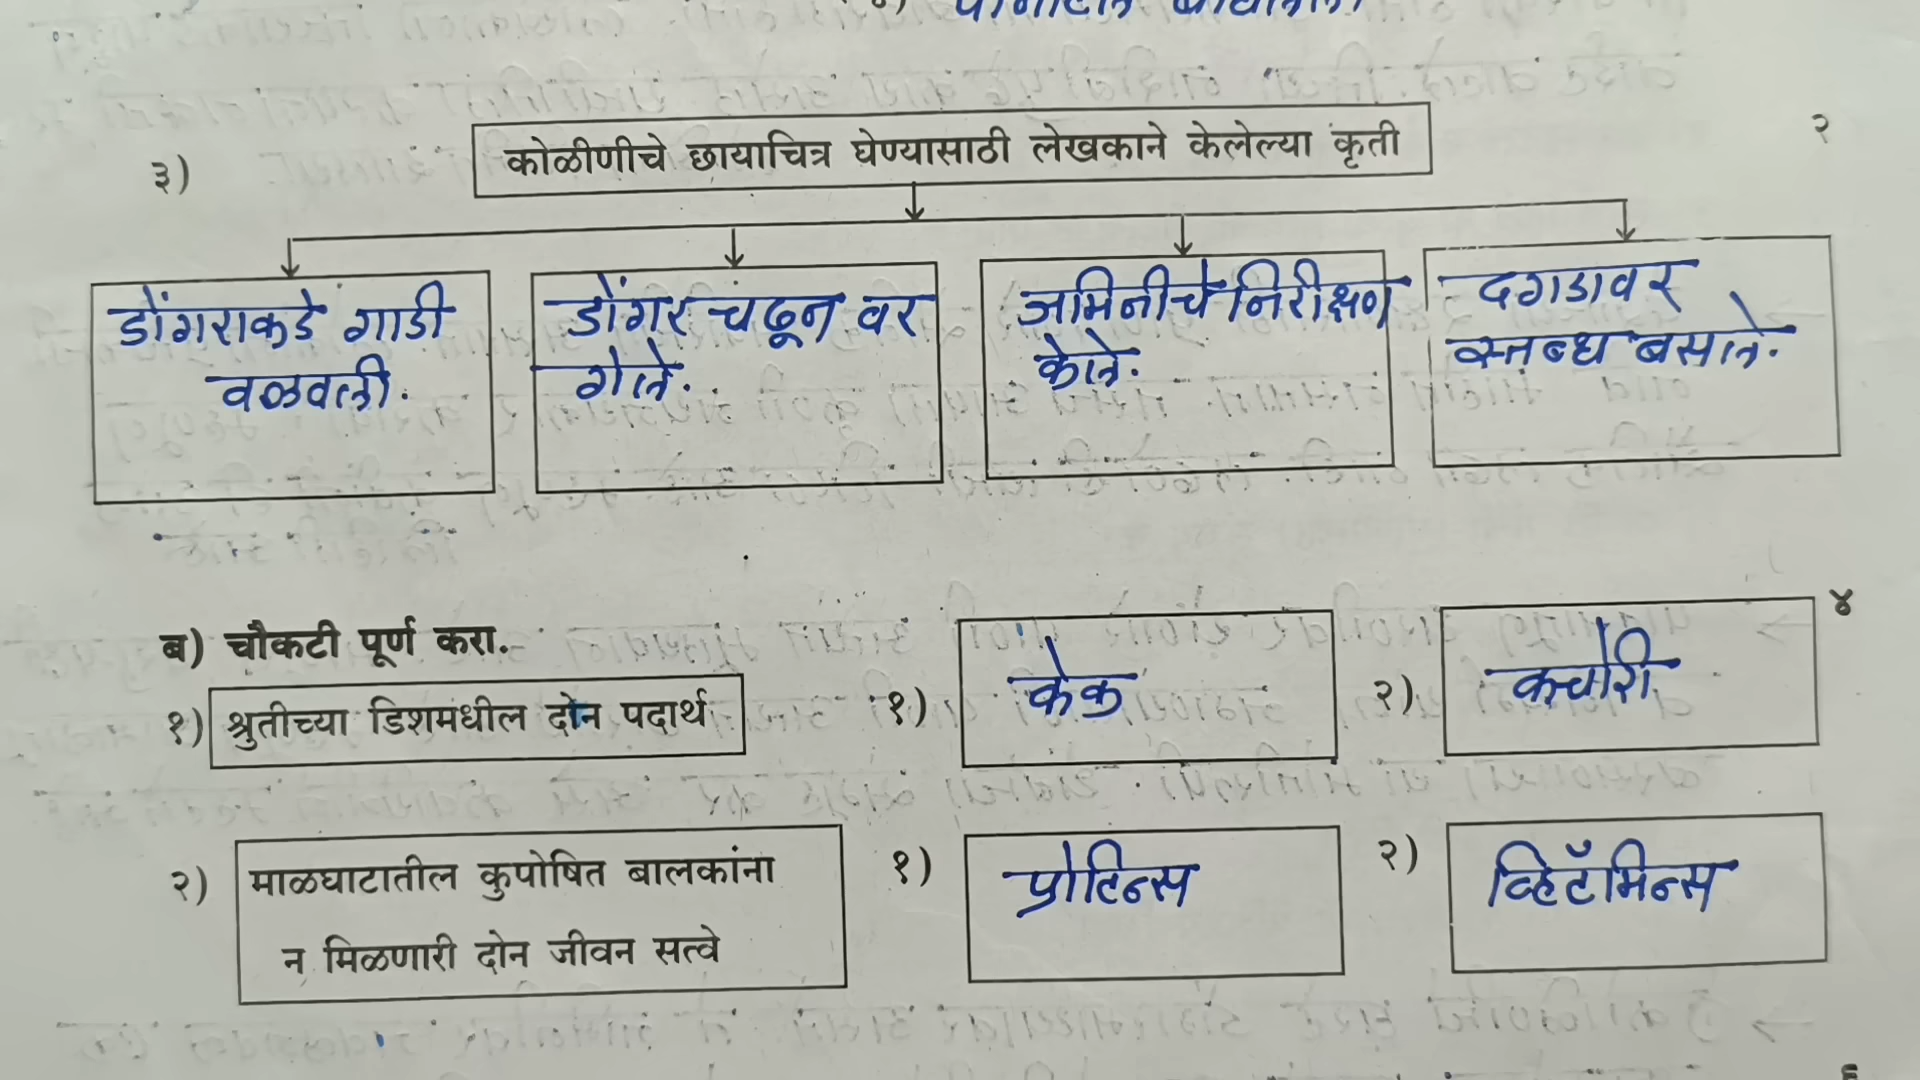 ३) कोळीणीचे छायाचित्र घेण्यासाठी लेखकाने केलेल्या कृती २
डोंगराकडे गाडी वळवली.
डोंगर चढून वर गेले.
जमिनीचे निरीक्षण केले.
दगडावर स्तब्ध बसले.
ब) चौकटी पूर्ण करा. ४
१) श्रुतीच्या डिशमधील दोन पदार्थ १) केक २) कचोरी
२) माळघाटातील कुपोषित बालकांना १) प्रोटिन्स २) व्हिटॅमिन्स
न मिळणारी दोन जीवन सत्वे